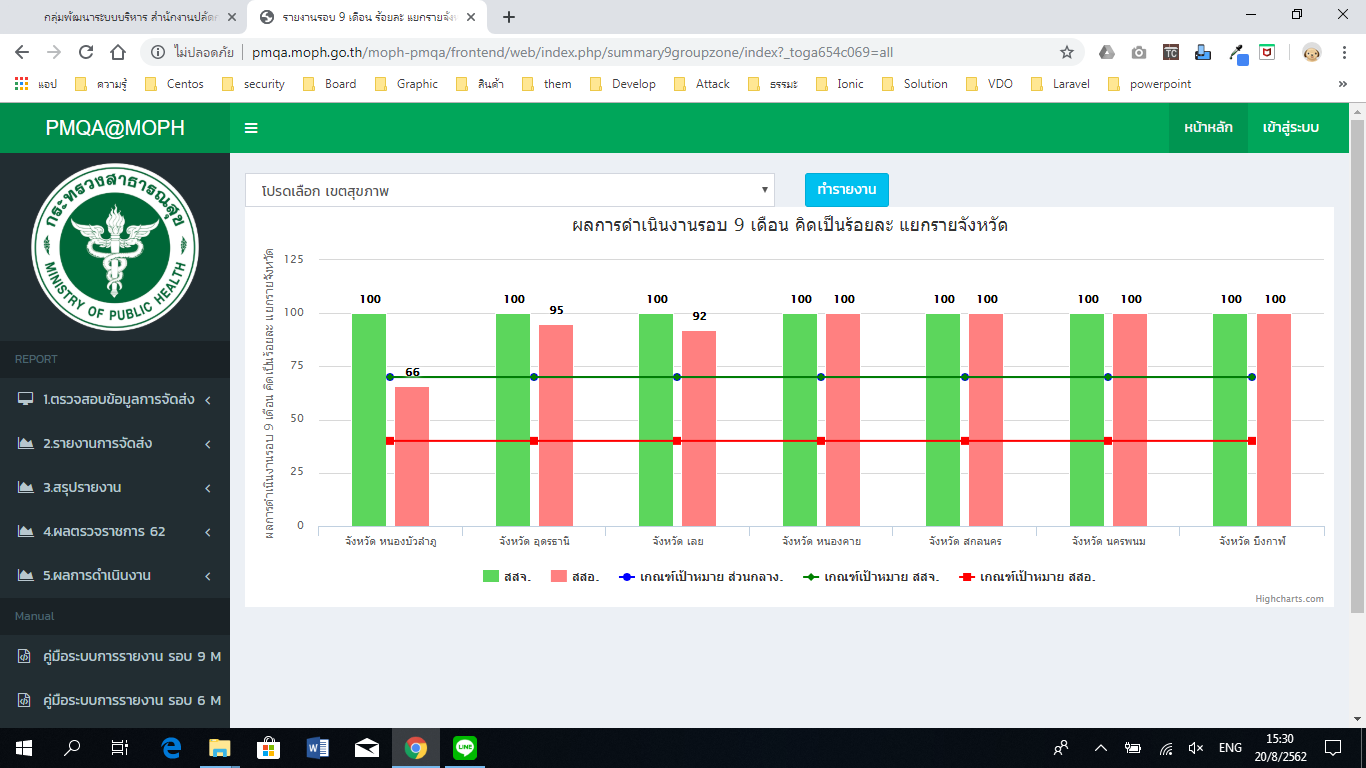 กลุ่มพัฒนาระบบบริหาร สำนักงานปลัด
รายงานรอบ 9 เดือน ร้อยละ แยกรายจังห
ไม่ปลอดภัย | pmqa.moph.go.th/moph-pmqa/frontend/web/index.php/summary9groupzone/index?_toga654c069=all
แอป ความรู้ Centos security Board Graphic สินค้า them Develop Attack ธรรมะ Ionic Solution VDO Laravel powerpoint »
PMQA@MOPH
หน้าหลัก เข้าสู่ระบบ
กระทรวงสาธารณสุข
MINISTRY OF PUBLIC HEALTH
REPORT
1.ตรวจสอบข้อมูลการจัดส่ง
2.รายงานการจัดส่ง
3.สรุปรายงาน
4.ผลตรวจราชการ 62
5.ผลการดำเนินงาน
Manual
คู่มือระบบการรายงาน รอบ 9 M
คู่มือระบบการรายงาน รอบ 6 M
โปรดเลือก เขตสุขภาพ
ทำรายงาน
ผลการดำเนินงานรอบ 9 เดือน คิดเป็นร้อยละ แยกรายจังหวัด
ผลการดำเนินงานรอบ 9 เดือน คิดเป็นร้อยละ แยกรายจังหวัด
125
100
75
50
25
0
100 66 100 95 100 92 100 100 100 100 100 100 100 100
จังหวัด หนองบัวลำภู จังหวัด อุดรธานี จังหวัด เลย จังหวัด หนองคาย จังหวัด สกลนคร จังหวัด นครพนม จังหวัด บึงกาฬ
สสจ. สสอ. เกณฑ์เป้าหมาย ส่วนกลาง. เกณฑ์เป้าหมาย สสจ. เกณฑ์เป้าหมาย สสอ.
Highcharts.com
TC
LINE
ENG
15:30
20/8/2562